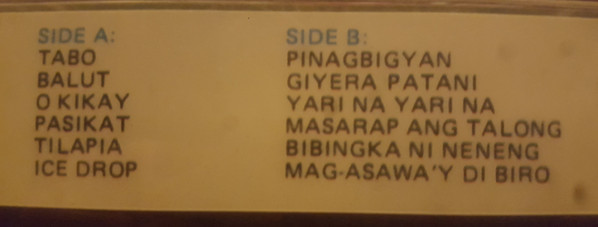 SIDE A:
TABO
BALUT
O KIKAY
PASIKAT
TILAPIA
ICE DROP
SIDE B:
PINAGBIGYAN
GIYERA PATANI
YARI NA YARI NA
MASARAP ANG TALONG
BIBINGKA NI NENENG
MAG-ASAWA'Y DI BIRO